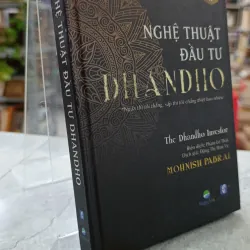 NGHỆ THUẬT ĐẦU TƯ DHANDHO
NGHỆ THUẬT
ĐẦU TƯ
DHANDHO
The Dhandho Investor
MOHNISH PABRAI